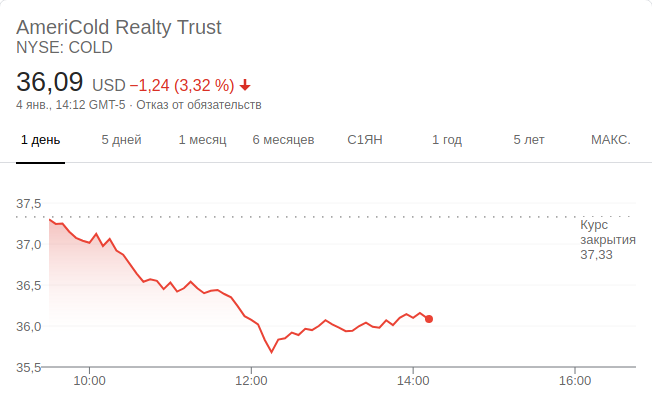 AmeriCold Realty Trust
NYSE: COLD
36,09 USD −1,24 (3,32 %)
4 янв., 14:12 GMT-5 · Отказ от обязательств
1 день 5 дней 1 месяц 6 месяцев С1ЯН 1 год 5 лет МАКС.
37,5
Курс
закрытия
37,33
37,0
36,5
36,0
35,5
10:00 12:00 14:00 16:00